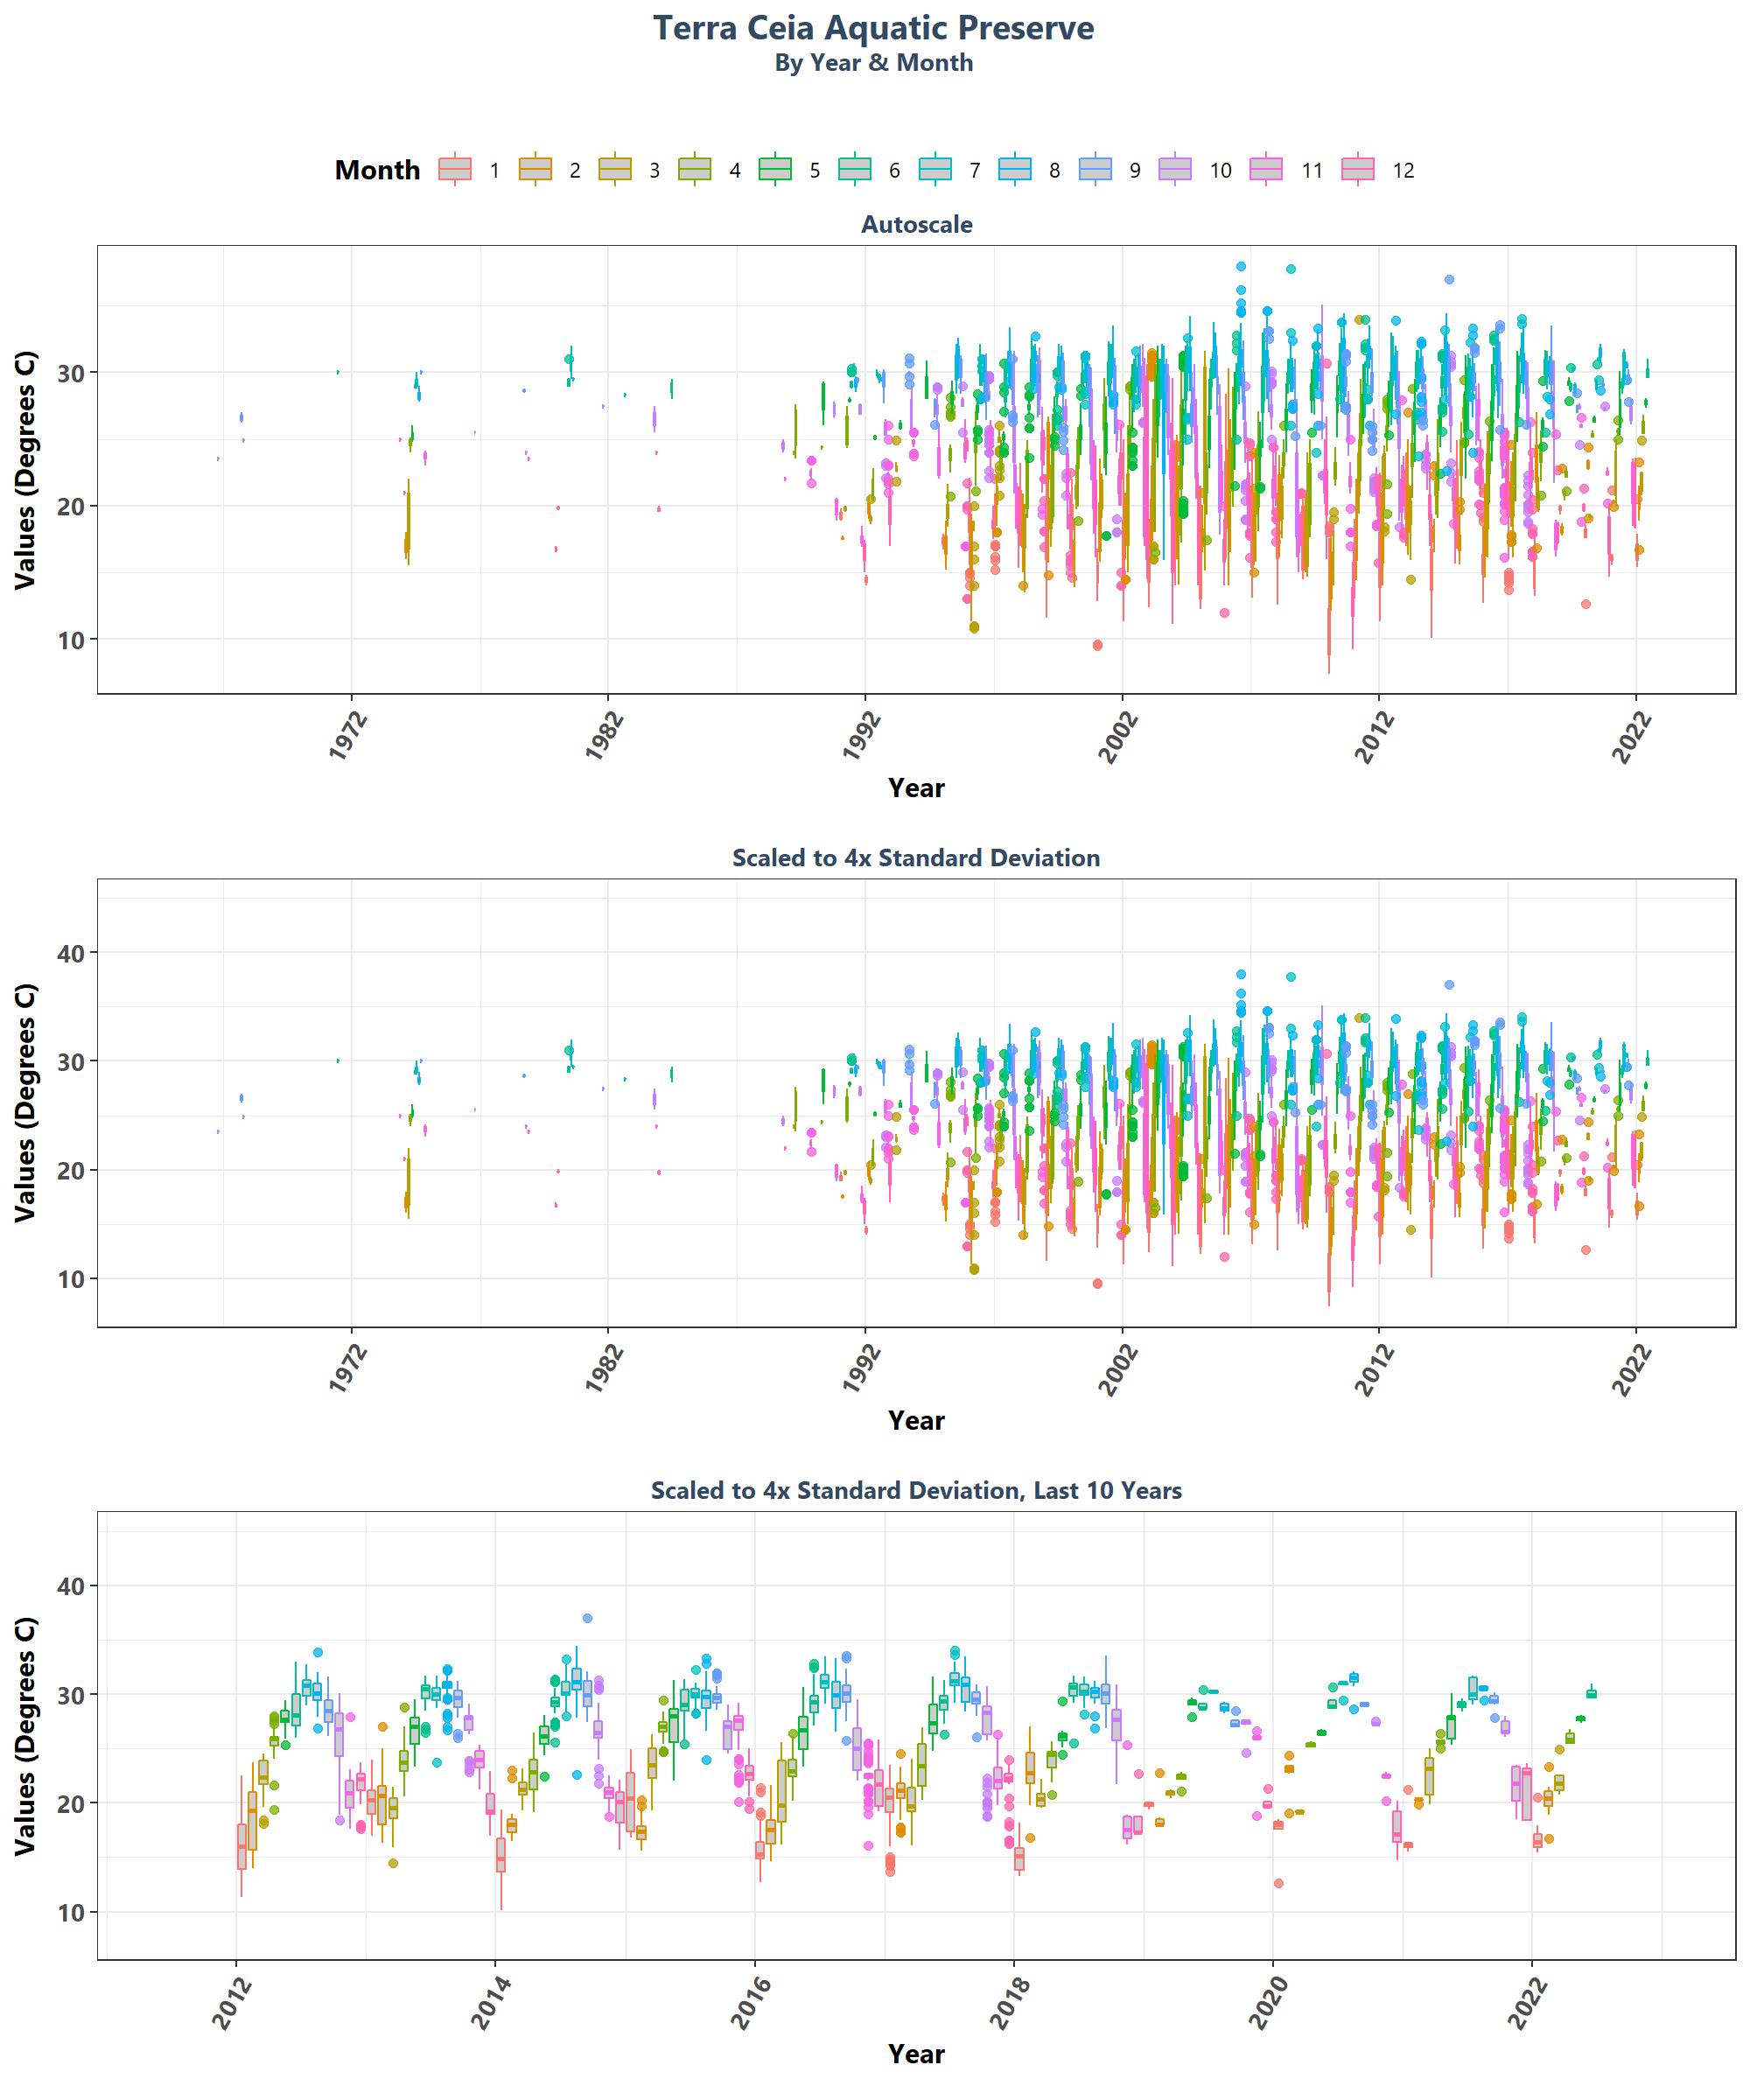 Terra Ceia Aquatic Preserve
By Year & Month
Month 1 2 3 4 5 6 7 8 9 10 11 12
Autoscale
Values (Degrees C)
30
20
10
1972 1982 1992 2002 2012 2022
Year
Scaled to 4x Standard Deviation
Values (Degrees C)
40
30
20
10
1972 1982 1992 2002 2012 2022
Year
Scaled to 4x Standard Deviation, Last 10 Years
Values (Degrees C)
40
30
20
10
2012 2014 2016 2018 2020 2022
Year